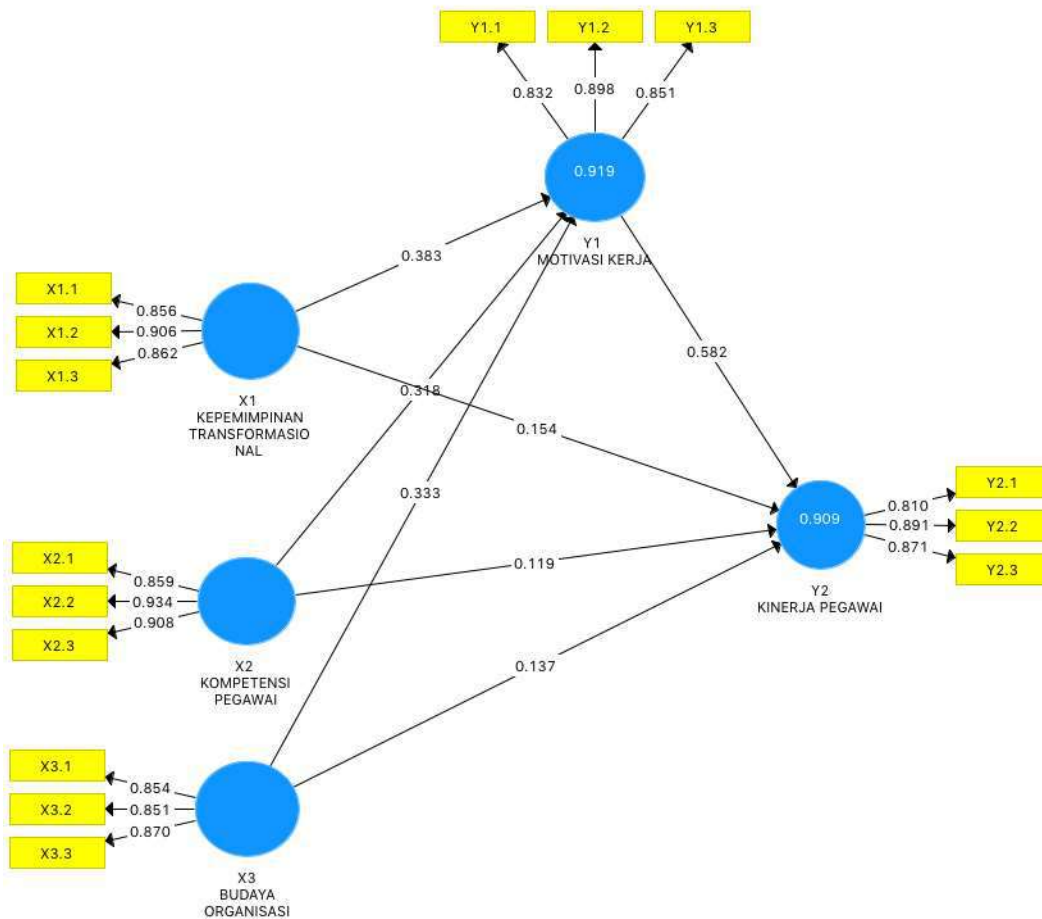 Y1.1
Y1.2
Y1.3
0.832
0.898
0.851
0.919
Y1
MOTIVASI KERJA
0.383
X1.1
X1.2
X1.3
0.856
0.906
0.862
X1
KEPEMIMPINAN
TRANSFORMASIO
NAL
0.318
0.154
0.582
0.333
0.909
Y2.1
Y2.2
Y2.3
0.810
0.891
0.871
Y2
KINERJA PEGAWAI
X2.1
X2.2
X2.3
0.859
0.934
0.908
X2
KOMPETENSI
PEGAWAI
0.119
0.137
X3.1
X3.2
X3.3
0.854
0.851
0.870
X3
BUDAYA
ORGANISASI